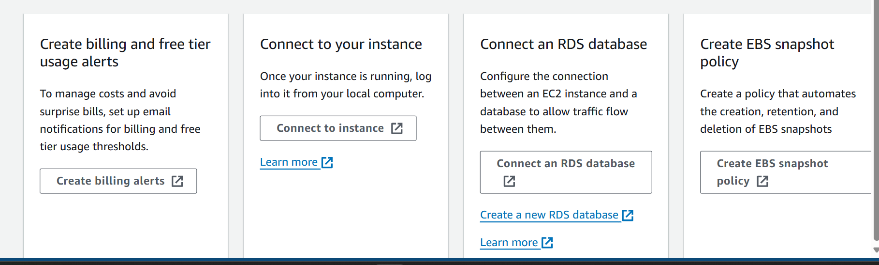 Create billing and free tier
usage alerts
To manage costs and avoid
surprise bills, set up email
notifications for billing and free
tier usage thresholds.
Create billing alerts
Connect to your instance
Once your instance is running, log
into it from your local computer.
Connect to instance
Learn more
Connect an RDS database
Configure the connection
between an EC2 instance and a
database to allow traffic flow
between them.
Connect an RDS database
Create a new RDS database
Learn more
Create EBS snapshot
policy
Create a policy that automates
the creation, retention, and
deletion of EBS snapshots
Create EBS snapshot
policy